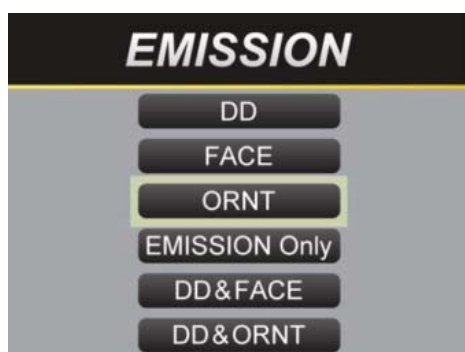 EMISSION
DD
FACE
ORNT
EMISSION Only
DD&FACE
DD&ORNT